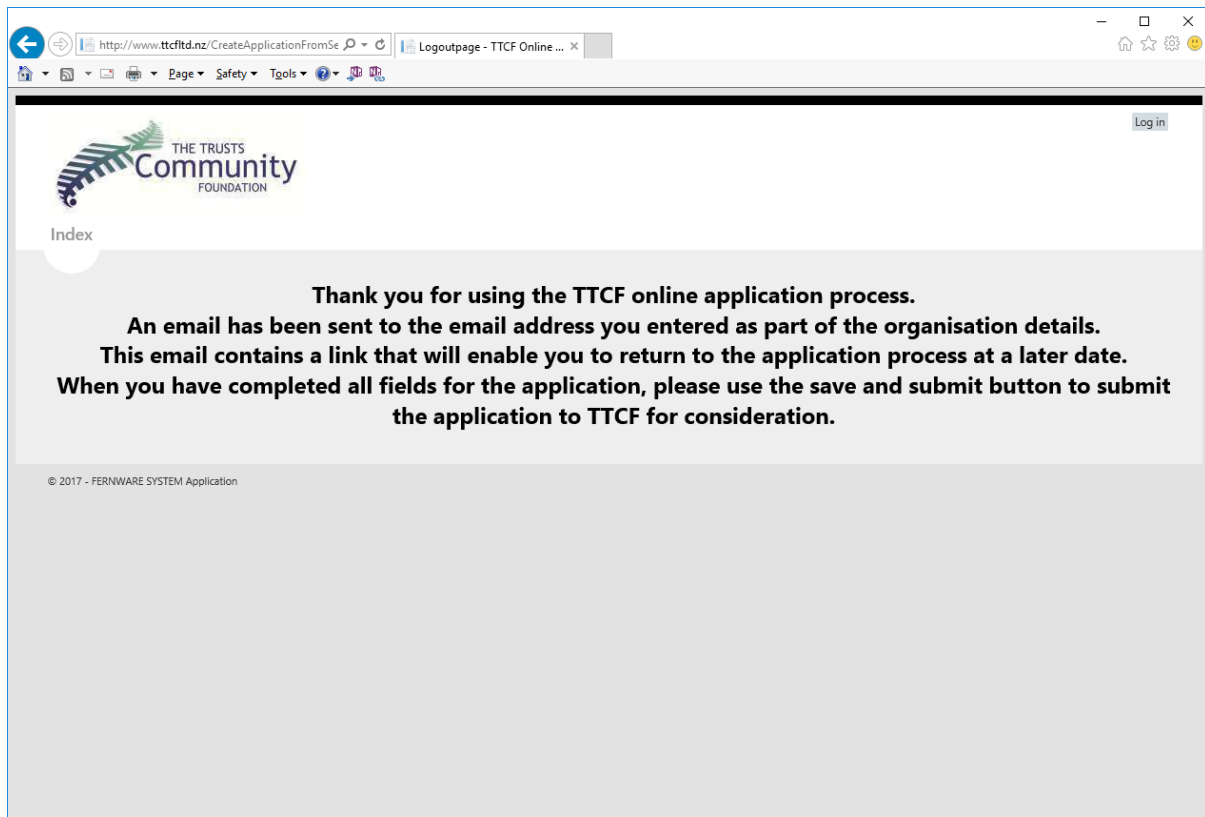 http://www.ttcfltd.nz/CreateApplicationFromSe
Logoutpage - TTCF Online ...
Page Safety Tools
Log in
THE TRUSTS
Community
FOUNDATION
Index
Thank you for using the TTCF online application process.
An email has been sent to the email address you entered as part of the organisation details.
This email contains a link that will enable you to return to the application process at a later date.
When you have completed all fields for the application, please use the save and submit button to submit
the application to TTCF for consideration.
© 2017 - FERNWARE SYSTEM Application